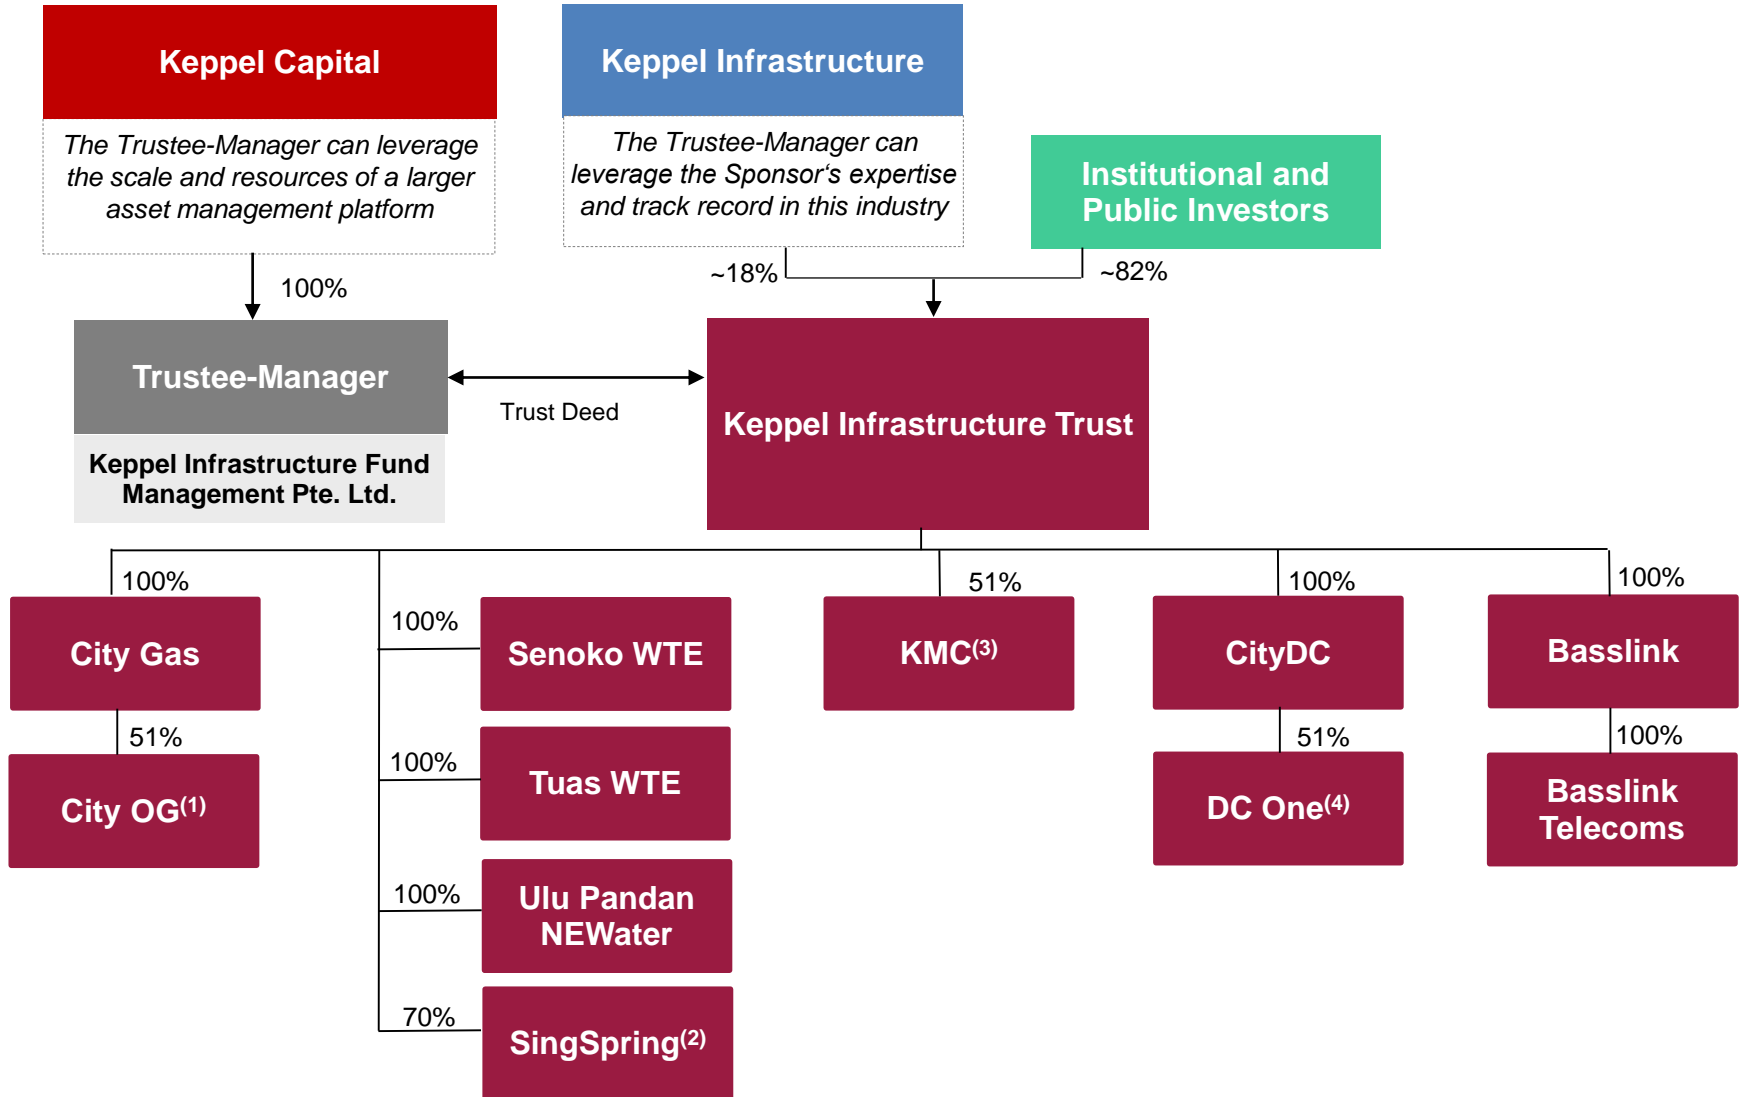 Keppel Capital
The Trustee-Manager can leverage
the scale and resources of a larger
asset management platform
Keppel Infrastructure
The Trustee-Manager can
leverage the Sponsor‘s expertise
and track record in this industry
Institutional and
Public Investors
100%
~18%
~82%
Trustee-Manager
Keppel Infrastructure Fund
Management Pte. Ltd.
Trust Deed
Keppel Infrastructure Trust
100%
City Gas
51%
City OG(1)
100%
Senoko WTE
100%
Tuas WTE
100%
Ulu Pandan
NEWater
70%
SingSpring(2)
51%
KMC(3)
100%
CityDC
51%
DC One(4)
100%
Basslink
100%
Basslink
Telecoms